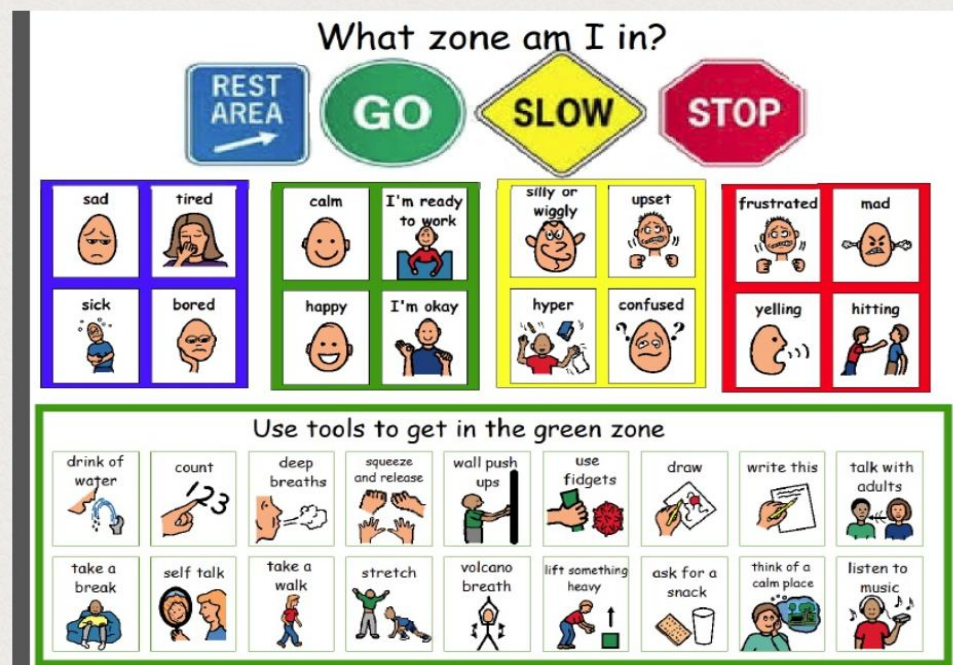 What zone am I in?
REST
AREA
GO
SLOW
STOP
sad
tired
sick
bored
calm
I'm ready
to work
happy
I'm okay
silly or
wiggly
upset
hyper
confused
frustrated
mad
yelling
hitting
Use tools to get in the green zone
drink of
water
count
123
deep
breaths
squeeze
and release
wall push
ups
use
fidgets
draw
write this
talk with
adults
take a
break
self talk
take a
walk
stretch
volcano
breath
lift something
heavy
ask for a
snack
think of a
calm place
listen to
music